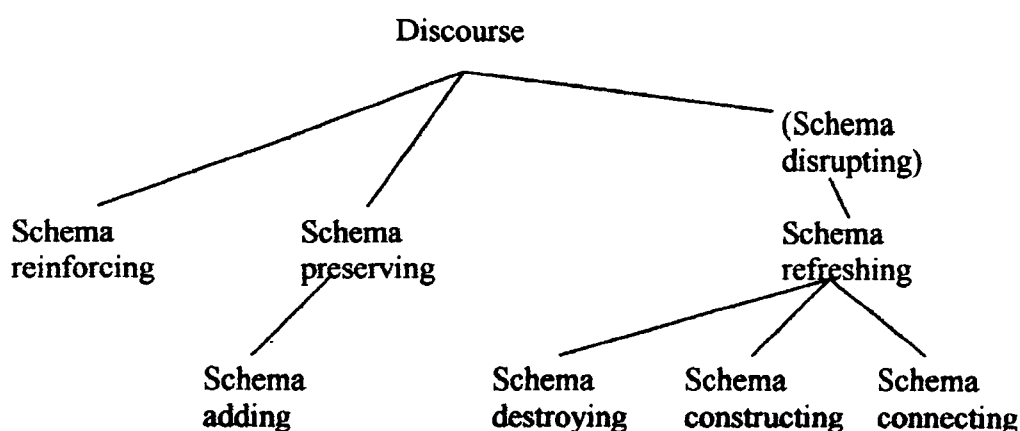 Discourse
(Schema
disrupting)
Schema
reinforcing
Schema
preserving
Schema
refreshing
Schema
adding
Schema
destroying
Schema
constructing
Schema
connecting